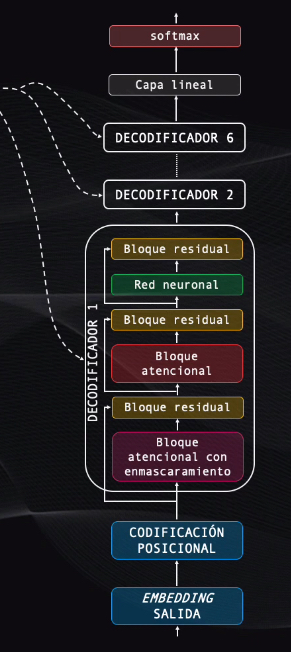 softmax
Capa lineal
DECODIFICADOR 6
DECODIFICADOR 2
DECODIFICADOR 1
Bloque residual
Red neuronal
Bloque residual
Bloque
atencional
Bloque residual
Bloque
atencional con
enmascaramiento
CODIFICACIÓN
POSICIONAL
EMBEDDING
SALIDA